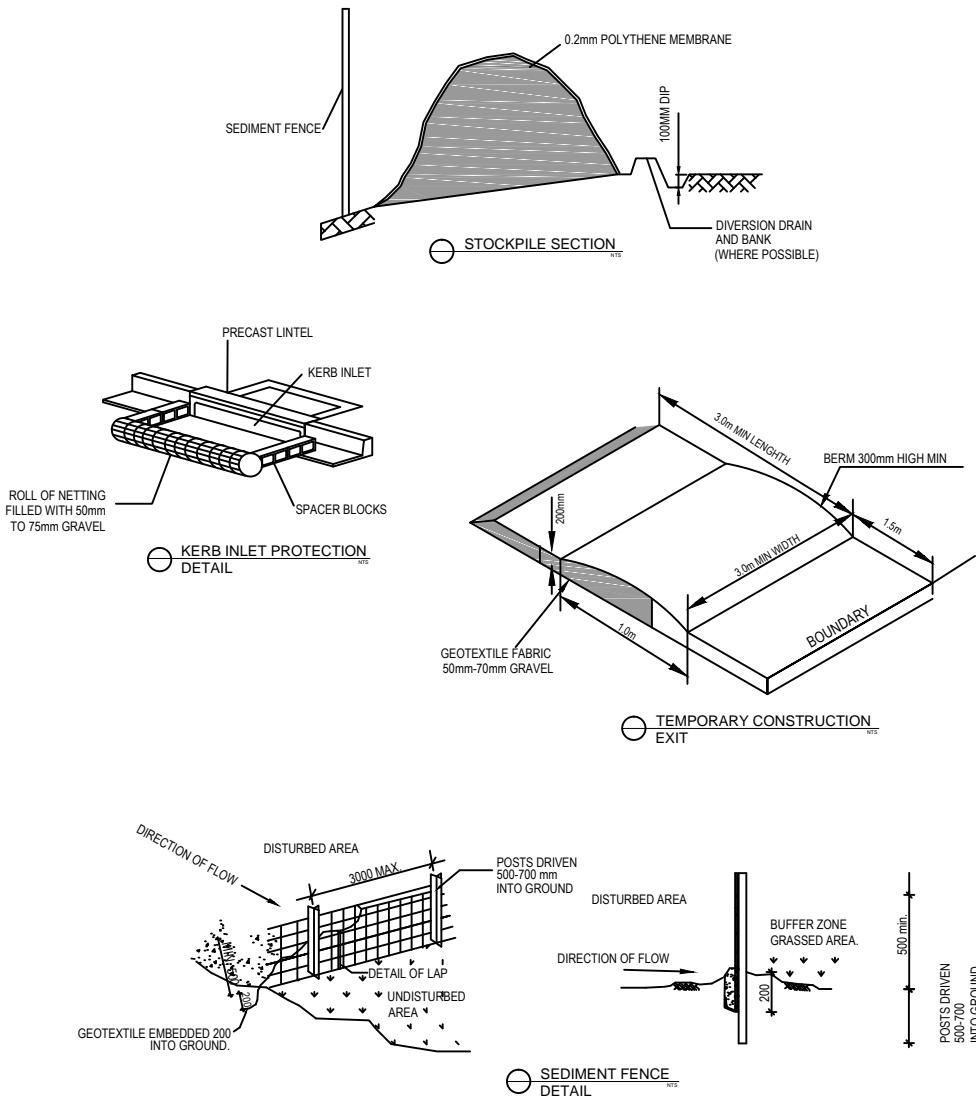 0.2mm POLYTHENE MEMBRANE
SEDIMENT FENCE
100MM DIP
DIVERSION DRAIN
AND BANK
(WHERE POSSIBLE)
STOCKPILE SECTION
NTS
PRECAST LINTEL
KERB INLET
ROLL OF NETTING
FILLED WITH 50mm
TO 75mm GRAVEL
SPACER BLOCKS
KERB INLET PROTECTION
NTS
DETAIL
3.0m MIN LENGHTH
BERM 300mm HIGH MIN
200mm
1.5m
3.0m MIN WIDTH
1.0m
BOUNDARY
GEOTEXTILE FABRIC
50mm-70mm GRAVEL
TEMPORARY CONSTRUCTION
NTS
EXIT
DIRECTION OF FLOW
DISTURBED AREA
3000 MAX.
POSTS DRIVEN
500-700 mm
INTO GROUND
DETAIL OF LAP
UNDISTURBED
AREA
200
GEOTEXTILE EMBEDDED 200
INTO GROUND.
DISTURBED AREA
BUFFER ZONE
GRASSED AREA.
DIRECTION OF FLOW
200
500 min.
POSTS DRIVEN
500-700
INTO GROUND
SEDIMENT FENCE
NTS
DETAIL